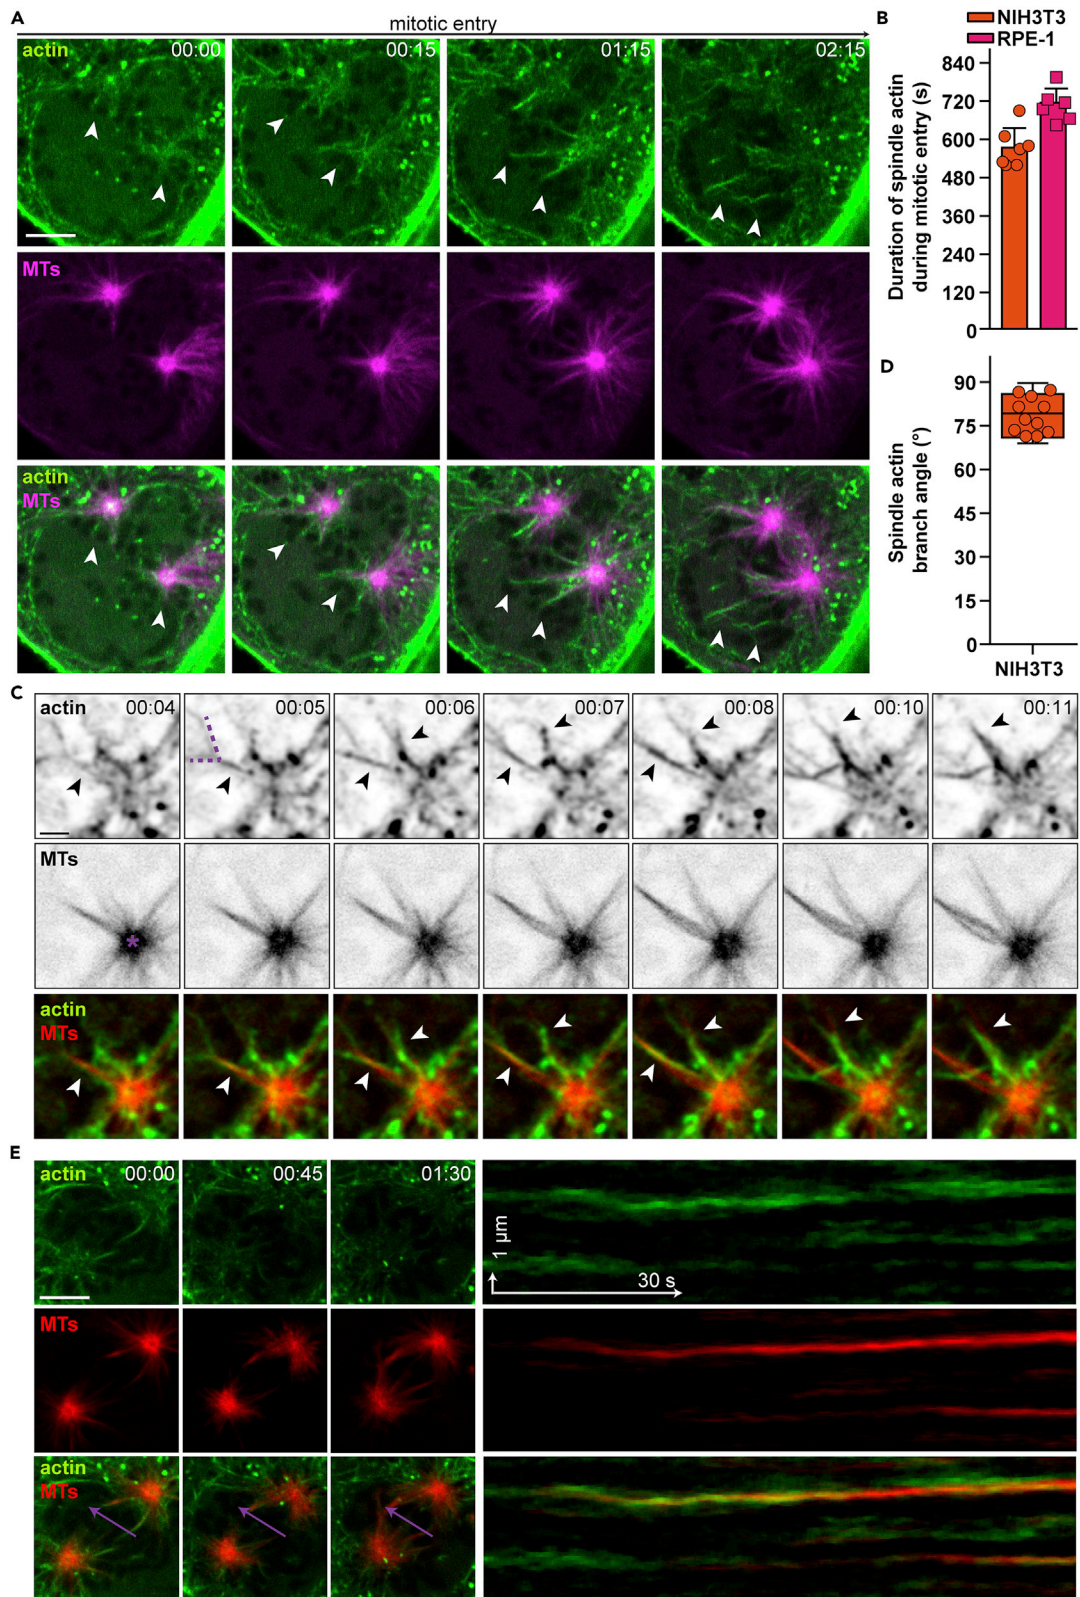 A
mitotic entry
actin 00:00 00:15 01:15 02:15
MTs
actin
MTs
B
NIH3T3
RPE-1
Duration of spindle actin
during mitotic entry (s)
840
720
600
480
360
240
120
0
D
Spindle actin
branch angle (°)
90
75
60
45
30
15
0
NIH3T3
C
actin 00:04 00:05 00:06 00:07 00:08 00:10 00:11
MTs
*
actin
MTs
E
actin 00:00 00:45 01:30
1 µm
30 s
MTs
actin
MTs